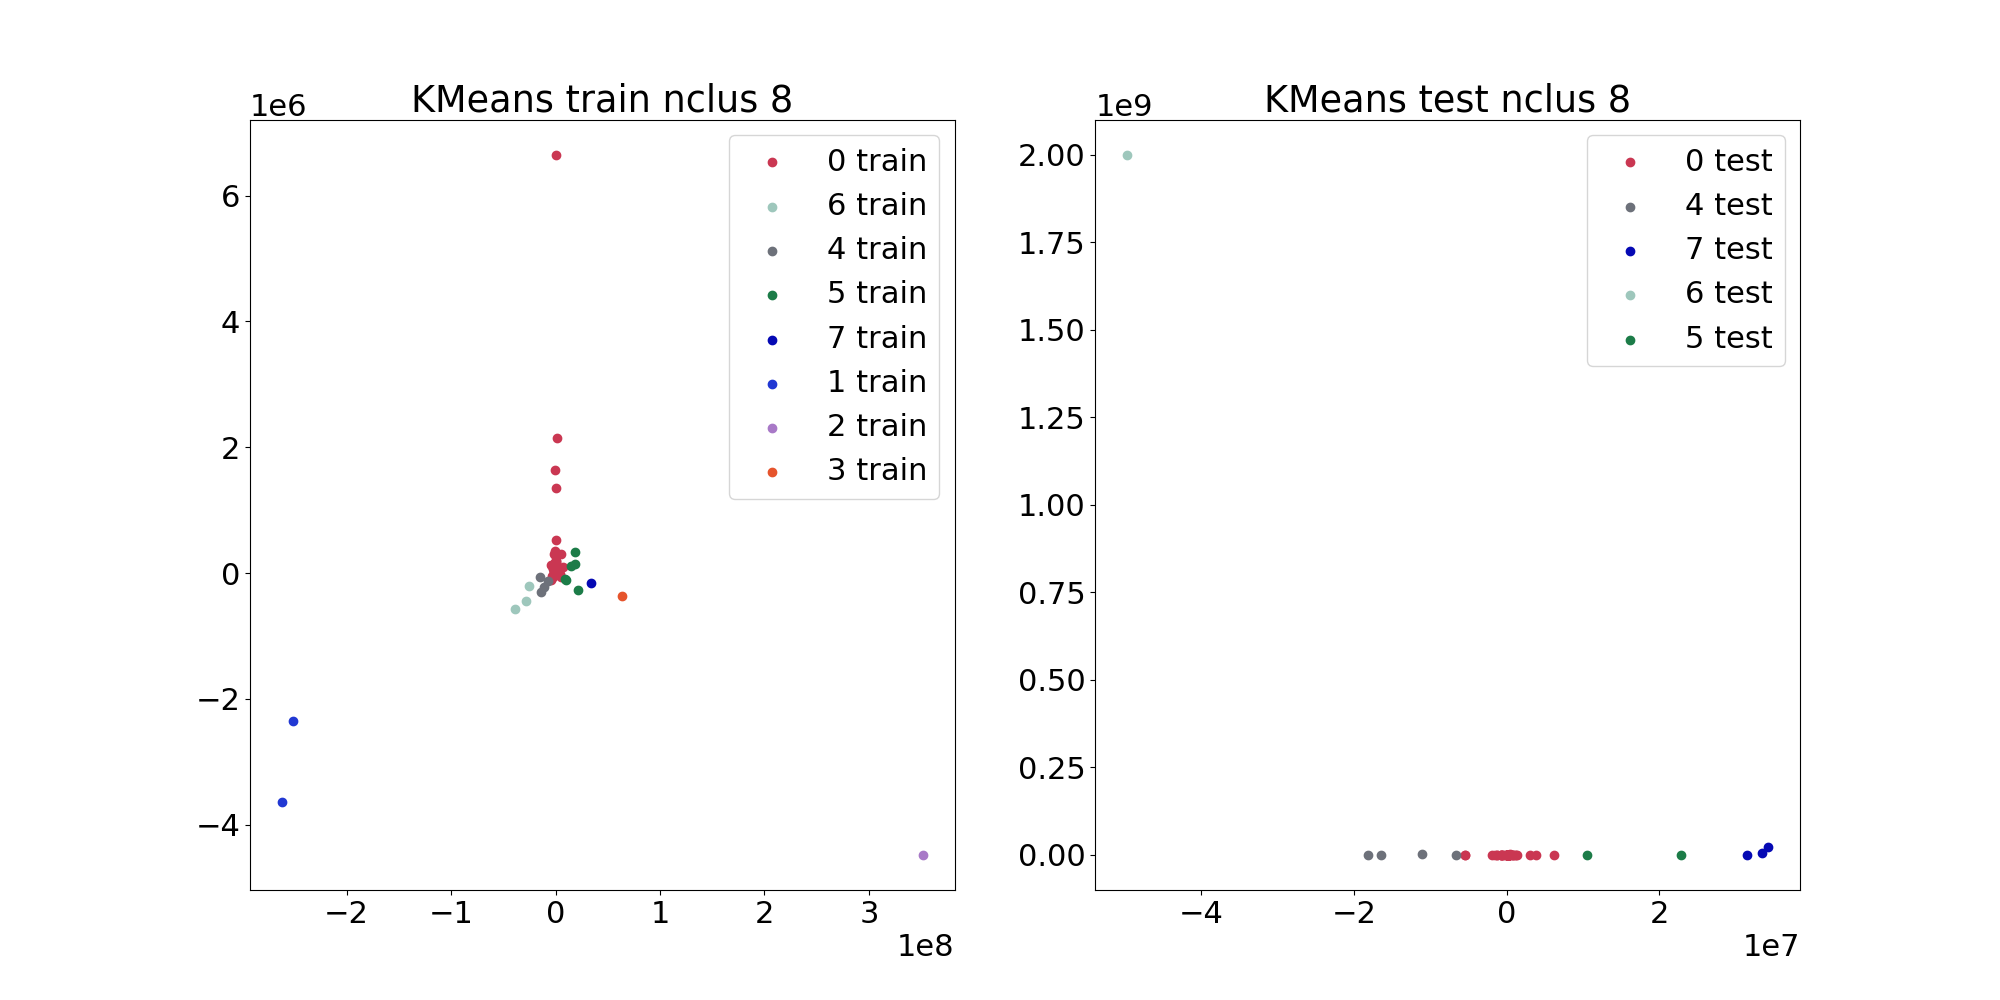 KMeans train nclus 8
1e6
6
4
2
0
−2
−4
−2
−1
0
1
2
3
1e8
0 train
6 train
4 train
5 train
7 train
1 train
2 train
3 train
KMeans test nclus 8
1e9
2.00
1.75
1.50
1.25
1.00
0.75
0.50
0.25
0.00
−4
−2
0
2
1e7
0 test
4 test
7 test
6 test
5 test